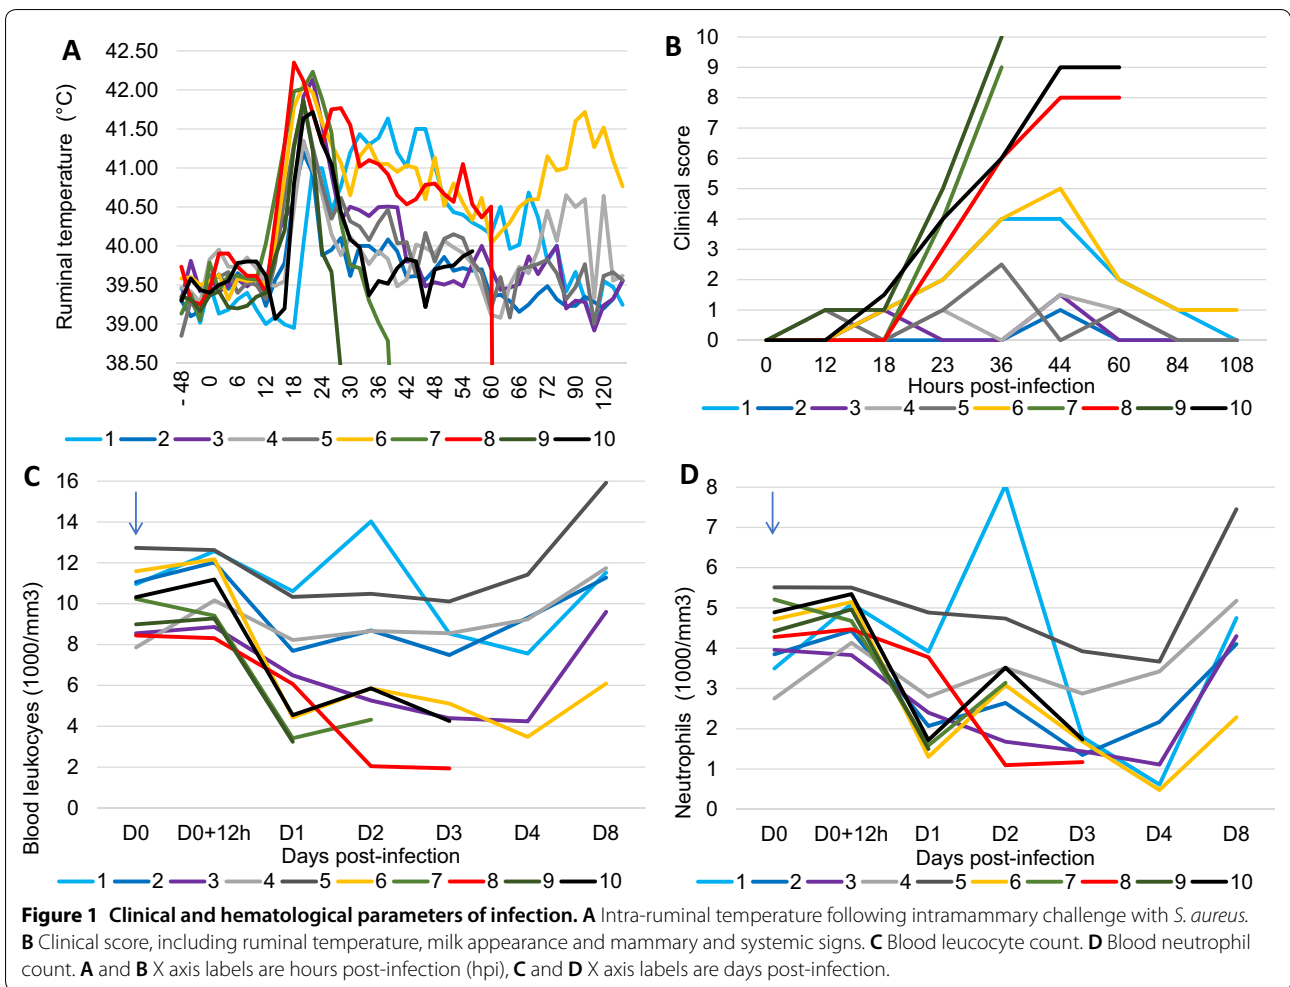 A
42.50
42.00
41.50
41.00
40.50
40.00
39.50
39.00
38.50
Ruminal temperature (°C)
- 48 0 6 12 18 24 30 36 42 48 54 60 66 72 90 120
1 2 3 4 5 6 7 8 9 10
B
10
9
8
7
6
5
4
3
2
1
0
Clinical score
0 12 18 23 36 44 60 84 108
Hours post-infection
1 2 3 4 5 6 7 8 9 10
C
16
14
12
10
8
6
4
2
0
Blood leukocytes (1000/mm3)
D0 D0+12h D1 D2 D3 D4 D8
Days post-infection
1 2 3 4 5 6 7 8 9 10
D
8
7
6
5
4
3
2
1
0
Neutrophils (1000/mm3)
D0 D0+12h D1 D2 D3 D4 D8
Days post-infection
1 2 3 4 5 6 7 8 9 10
Figure 1 Clinical and hematological parameters of infection. A Intra-ruminal temperature following intramammary challenge with S. aureus.
B Clinical score, including ruminal temperature, milk appearance and mammary and systemic signs. C Blood leucocyte count. D Blood neutrophil
count. A and B X axis labels are hours post-infection (hpi), C and D X axis labels are days post-infection.